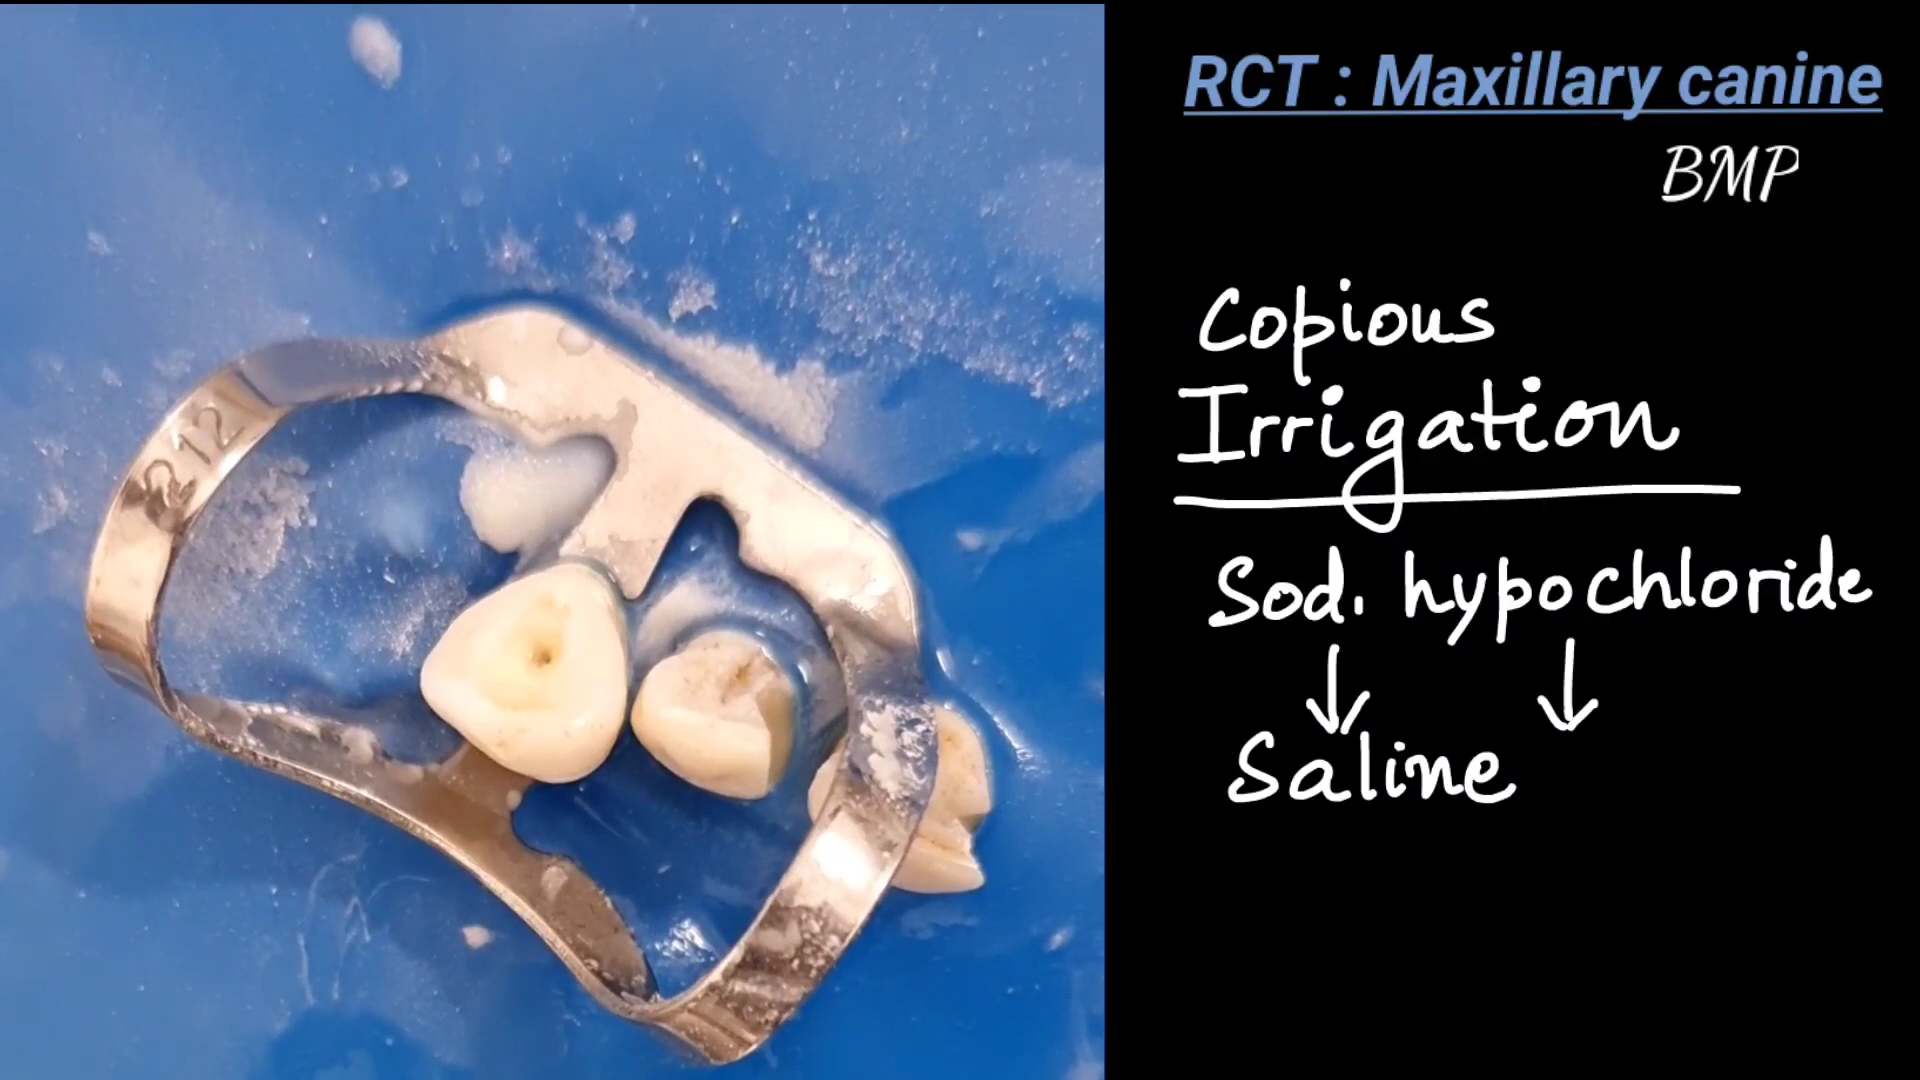 RCT : Maxillary canine
BMP
Copious
Irrigation
Sod. hypochloride
↓ ↓
Saline
212